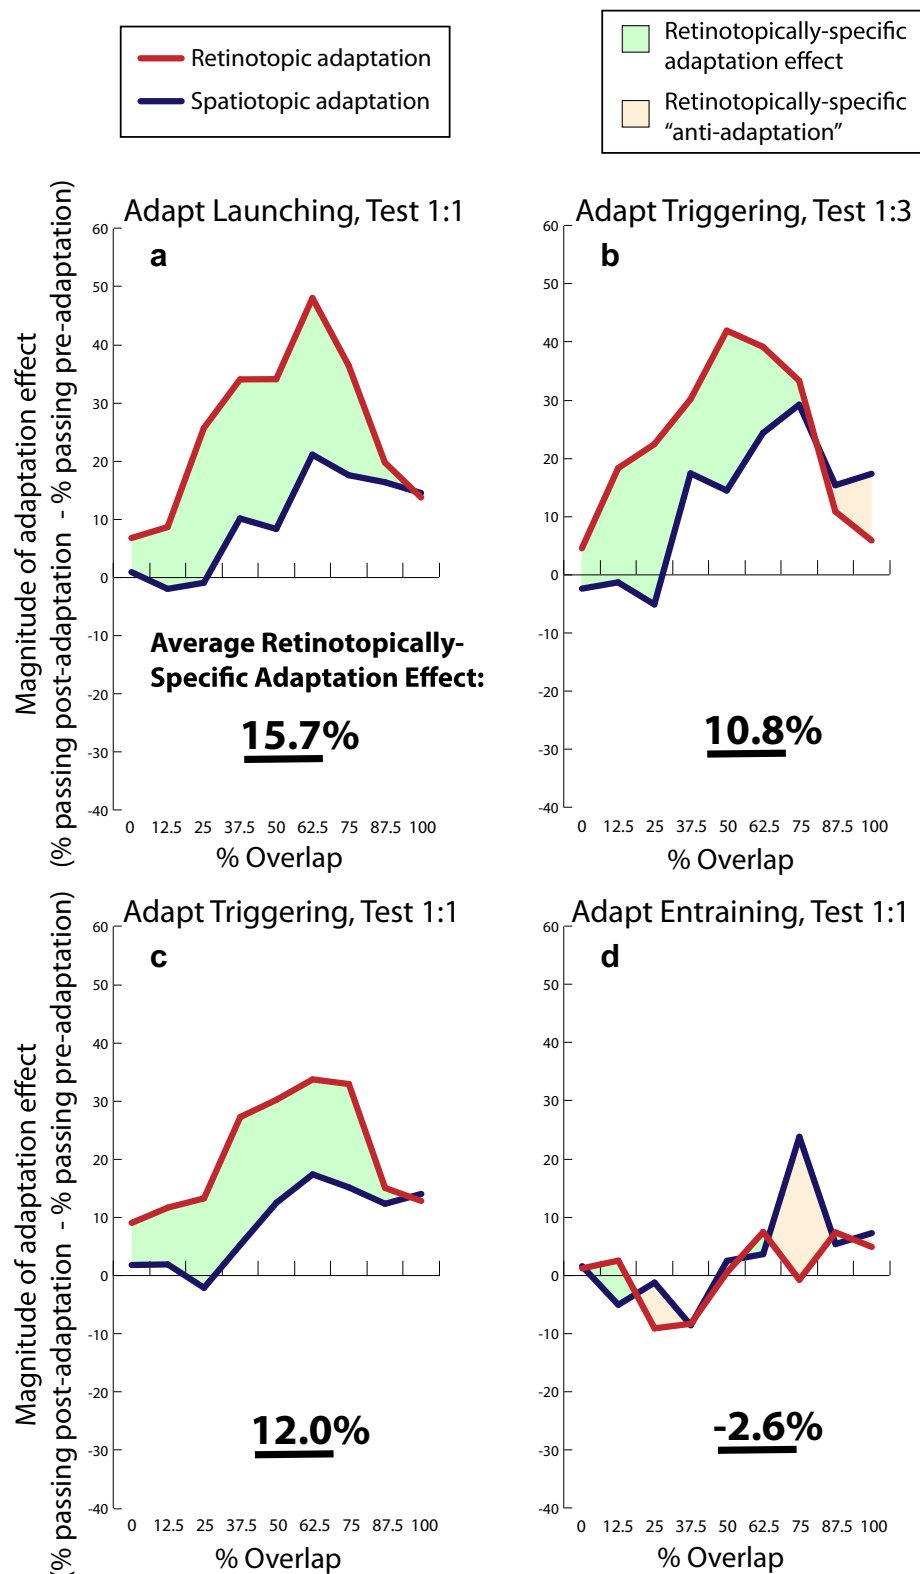 Retinotopic adaptation
Spatiotopic adaptation
Retinotopically-specific
adaptation effect
Retinotopically-specific
“anti-adaptation”
Magnitude of adaptation effect
(% passing post-adaptation - % passing pre-adaptation)
Adapt Launching, Test 1:1
a
60
50
40
30
20
10
0
-10
-20
-30
-40
Average Retinotopically-
Specific Adaptation Effect:
15.7%
0 12.5 25 37.5 50 62.5 75 87.5 100
% Overlap
Adapt Triggering, Test 1:3
b
60
50
40
30
20
10
0
-10
-20
-30
-40
10.8%
0 12.5 25 37.5 50 62.5 75 87.5 100
% Overlap
Magnitude of adaptation effect
(% passing post-adaptation - % passing pre-adaptation)
Adapt Triggering, Test 1:1
c
60
50
40
30
20
10
0
-10
-20
-30
-40
12.0%
0 12.5 25 37.5 50 62.5 75 87.5 100
% Overlap
Adapt Entraining, Test 1:1
d
60
50
40
30
20
10
0
-10
-20
-30
-40
-2.6%
0 12.5 25 37.5 50 62.5 75 87.5 100
% Overlap